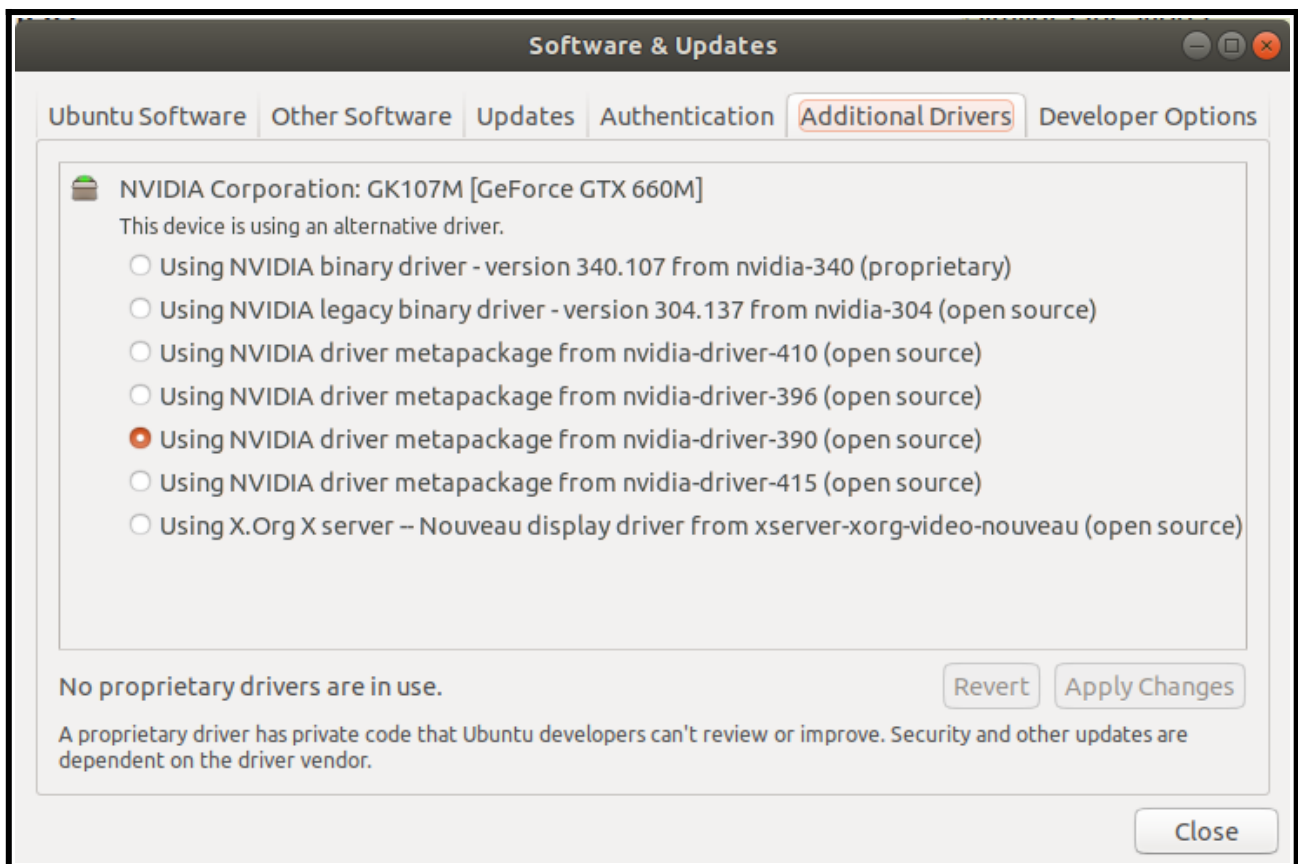 Software & Updates
Ubuntu Software Other Software Updates Authentication Additional Drivers Developer Options
NVIDIA Corporation: GK107M [GeForce GTX 660M]
This device is using an alternative driver.
Using NVIDIA binary driver - version 340.107 from nvidia-340 (proprietary)
Using NVIDIA legacy binary driver - version 304.137 from nvidia-304 (open source)
Using NVIDIA driver metapackage from nvidia-driver-410 (open source)
Using NVIDIA driver metapackage from nvidia-driver-396 (open source)
Using NVIDIA driver metapackage from nvidia-driver-390 (open source)
Using NVIDIA driver metapackage from nvidia-driver-415 (open source)
Using X.Org X server -- Nouveau display driver from xserver-xorg-video-nouveau (open source)
No proprietary drivers are in use.
Revert Apply Changes
A proprietary driver has private code that Ubuntu developers can't review or improve. Security and other updates are
dependent on the driver vendor.
Close